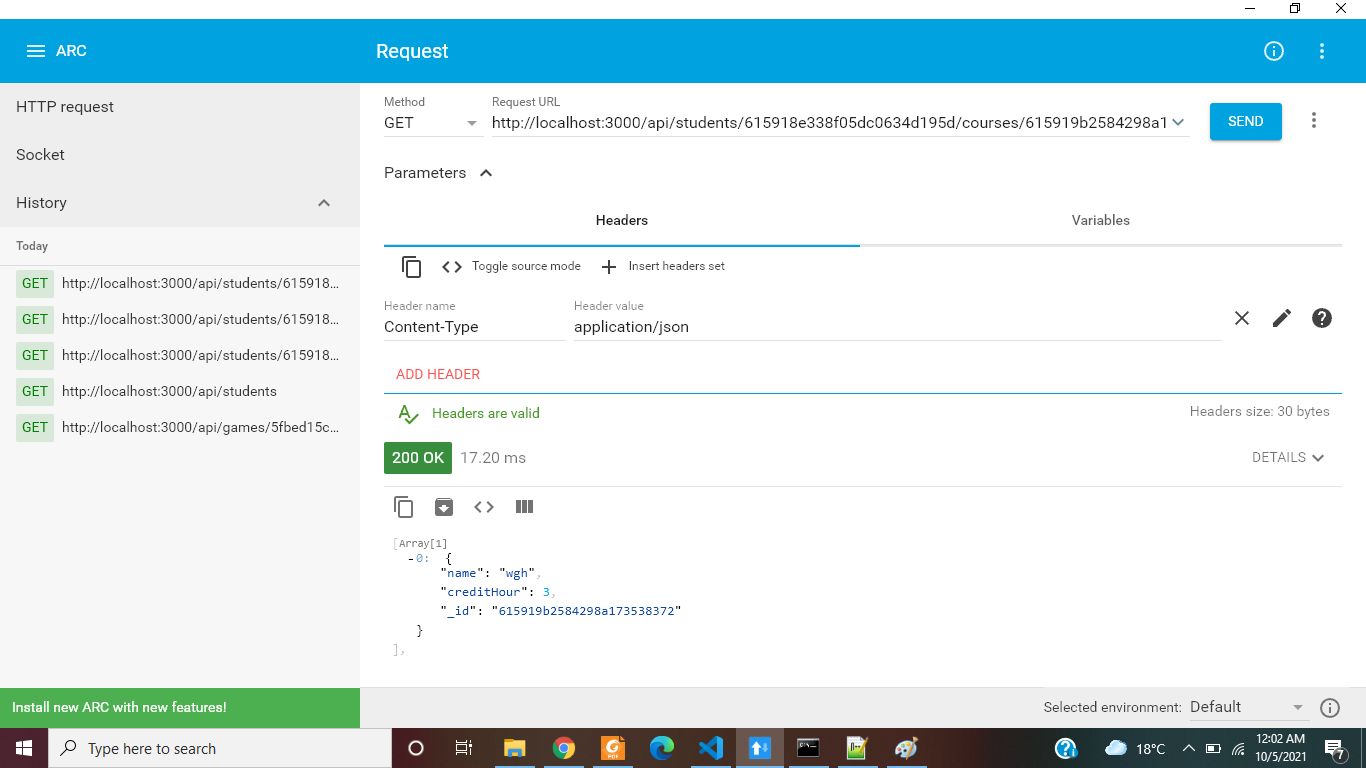 ARC
Request
HTTP request
Socket
History
Today
GET http://localhost:3000/api/students/615918...
GET http://localhost:3000/api/students/615918...
GET http://localhost:3000/api/students/615918...
GET http://localhost:3000/api/students
GET http://localhost:3000/api/games/5fbed15c...
Install new ARC with new features!
Method
GET
Request URL
http://localhost:3000/api/students/615918e338f05dc0634d195d/courses/615919b2584298a1
SEND
Parameters
Headers
Variables
Toggle source mode
Insert headers set
Header name
Content-Type
Header value
application/json
ADD HEADER
Headers are valid
Headers size: 30 bytes
200 OK 17.20 ms
DETAILS
[Array[1]
-0: {
"name": "wgh",
"creditHour": 3,
"_id": "615919b2584298a173538372"
}
],
Selected environment: Default
Type here to search
18°C
12:02 AM
10/5/2021
7